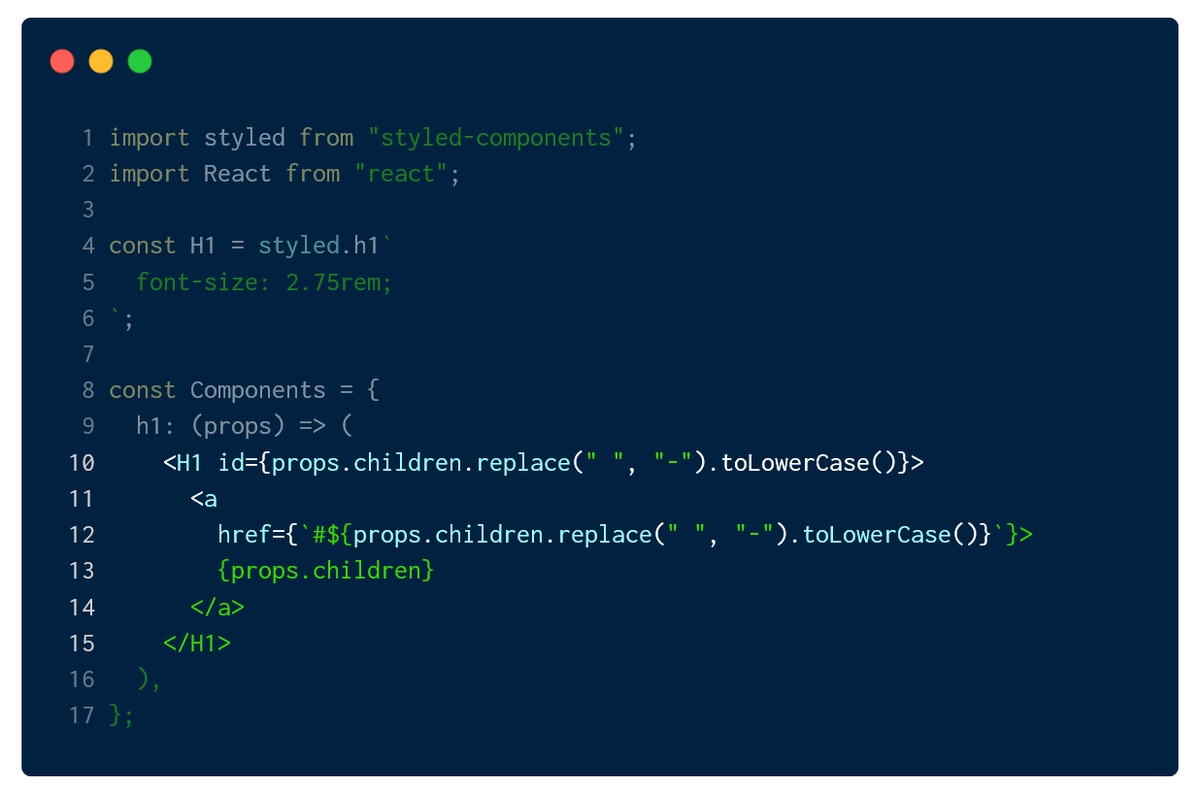 1 import styled from "styled-components";
2 import React from "react";
3
4 const H1 = styled.h1`
5   font-size: 2.75rem;
6 `;
7
8 const Components = {
9   h1: (props) => (
10     <H1 id={props.children.replace(" ", "-").toLowerCase()}>
11       <a
12         href={`#${props.children.replace(" ", "-").toLowerCase()}`}>
13         {props.children}
14       </a>
15     </H1>
16   ),
17 };